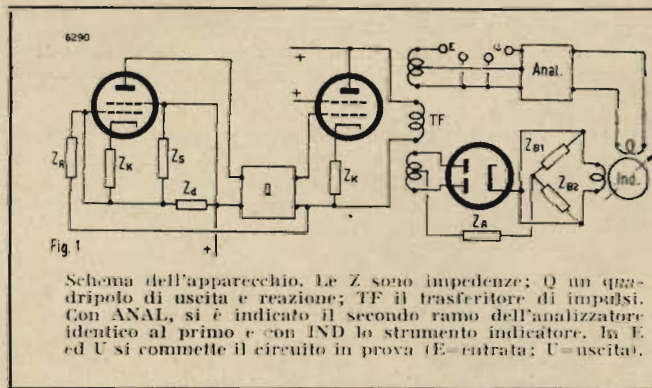 6290
E
U
Anal.
TF
Z_R
Z_K
Z_S
Z_d
Q
Z_K
Z_B1
Z_B2
Ind.
Z_A
Fig. 1
Schema dell'apparecchio. Le Z sono impedenze; Q un qua-
dripolo di uscita e reazione; TF il trasferitore di impulsi.
Con ANAL, si è indicato il secondo ramo dell'analizzatore
identico al primo e con IND lo strumento indicatore. In E
ed U si commette il circuito in prova (E=entrata; U=uscita).